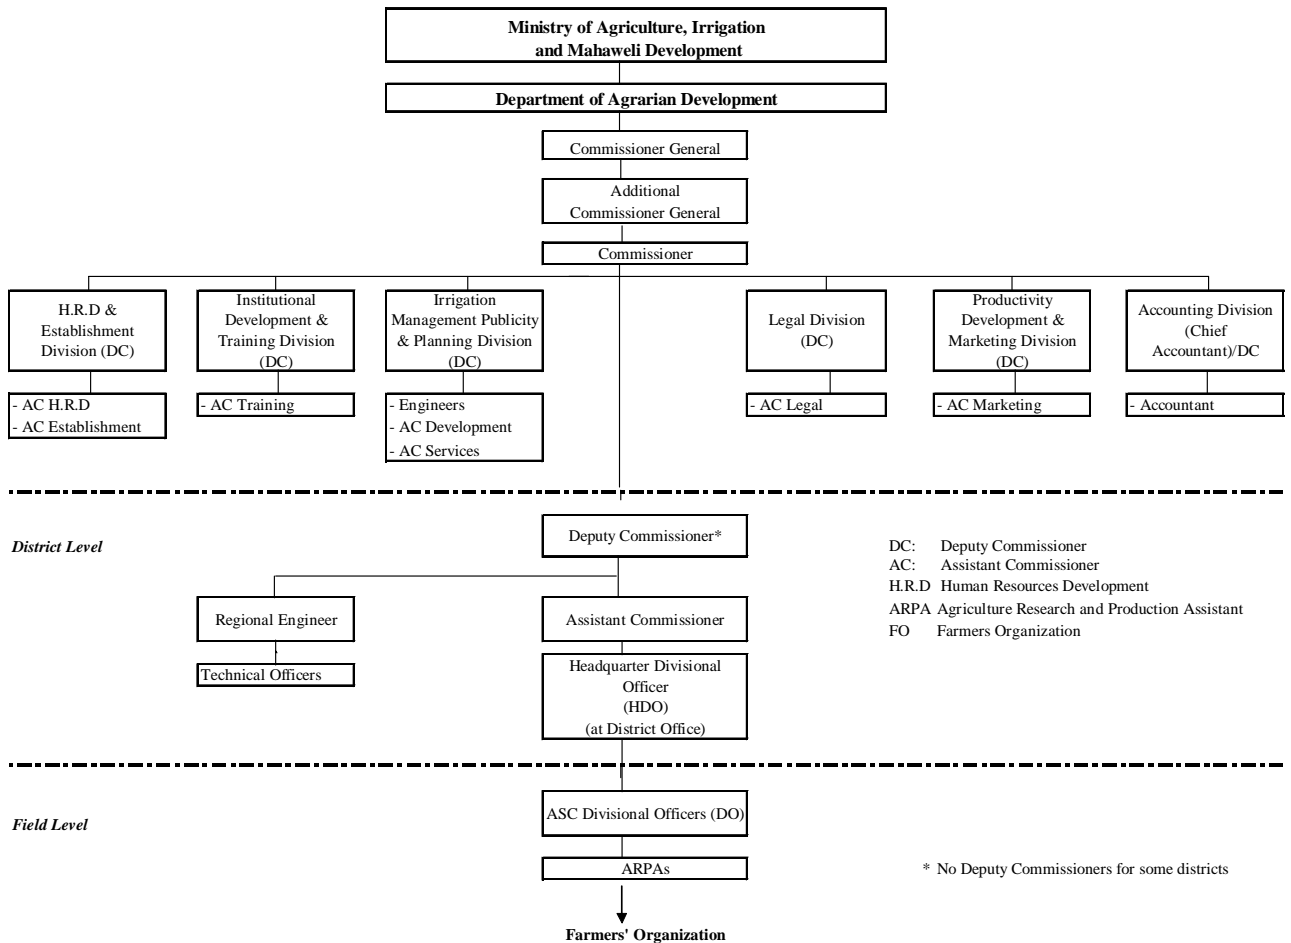 Ministry of Agriculture, Irrigation
and Mahaweli Development
Department of Agrarian Development
Commissioner General
Additional
Commissioner General
Commissioner
H.R.D &
Establishment
Division (DC)
Institutional
Development &
Training Division
(DC)
Irrigation
Management Publicity
& Planning Division
(DC)
Legal Division
(DC)
Productivity
Development &
Marketing Division
(DC)
Accounting Division
(Chief
Accountant)/DC
- AC H.R.D
- AC Establishment
- AC Training
- Engineers
- AC Development
- AC Services
- AC Legal
- AC Marketing
- Accountant
District Level
Deputy Commissioner*
DC: Deputy Commissioner
AC: Assistant Commissioner
H.R.D Human Resources Development
ARPA Agriculture Research and Production Assistant
FO Farmers Organization
Regional Engineer
Assistant Commissioner
Technical Officers
Headquarter Divisional
Officer
(HDO)
(at District Office)
Field Level
ASC Divisional Officers (DO)
ARPAs
* No Deputy Commissioners for some districts
Farmers' Organization